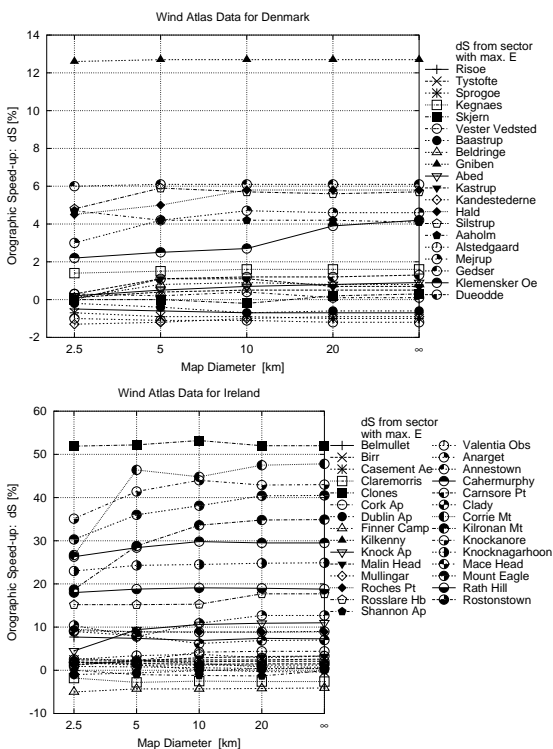 Wind Atlas Data for Denmark
Orographic Speed-up: dS [%]
14
12
10
8
6
4
2
0
-2
2.5 5 10 20 ∞
Map Diameter [km]
dS from sector
with max. E
Risoe
Tystofte
Sprogoe
Kegnaes
Skjern
Vester Vedsted
Baastrup
Beldringe
Gniben
Abed
Kastrup
Kandestederne
Hald
Silstrup
Aaholm
Alstedgaard
Mejrup
Gedser
Klemensker Oe
Dueodde
Wind Atlas Data for Ireland
Orographic Speed-up: dS [%]
60
50
40
30
20
10
0
-10
2.5 5 10 20 ∞
Map Diameter [km]
dS from sector
with max. E
Belmullet
Birr
Casement Ae
Claremorris
Clones
Cork Ap
Dublin Ap
Finner Camp
Kilkenny
Knock Ap
Malin Head
Mullingar
Roches Pt
Rosslare Hb
Shannon Ap
Valentia Obs
Anarget
Annestown
Cahermurphy
Carnsore Pt
Clady
Corrie Mt
Kilronan Mt
Knockanore
Knocknagarhoon
Mace Head
Mount Eagle
Rath Hill
Rostonstown